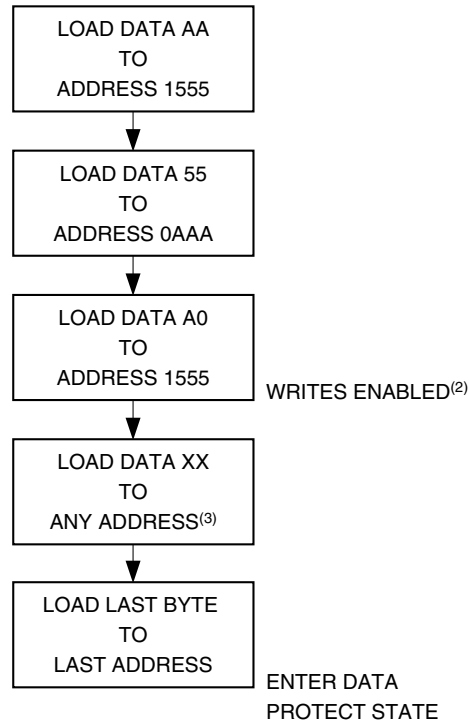 LOAD DATA AA
TO
ADDRESS 1555
LOAD DATA 55
TO
ADDRESS 0AAA
LOAD DATA A0
TO
ADDRESS 1555
WRITES ENABLED(2)
LOAD DATA XX
TO
ANY ADDRESS(3)
LOAD LAST BYTE
TO
LAST ADDRESS
ENTER DATA
PROTECT STATE